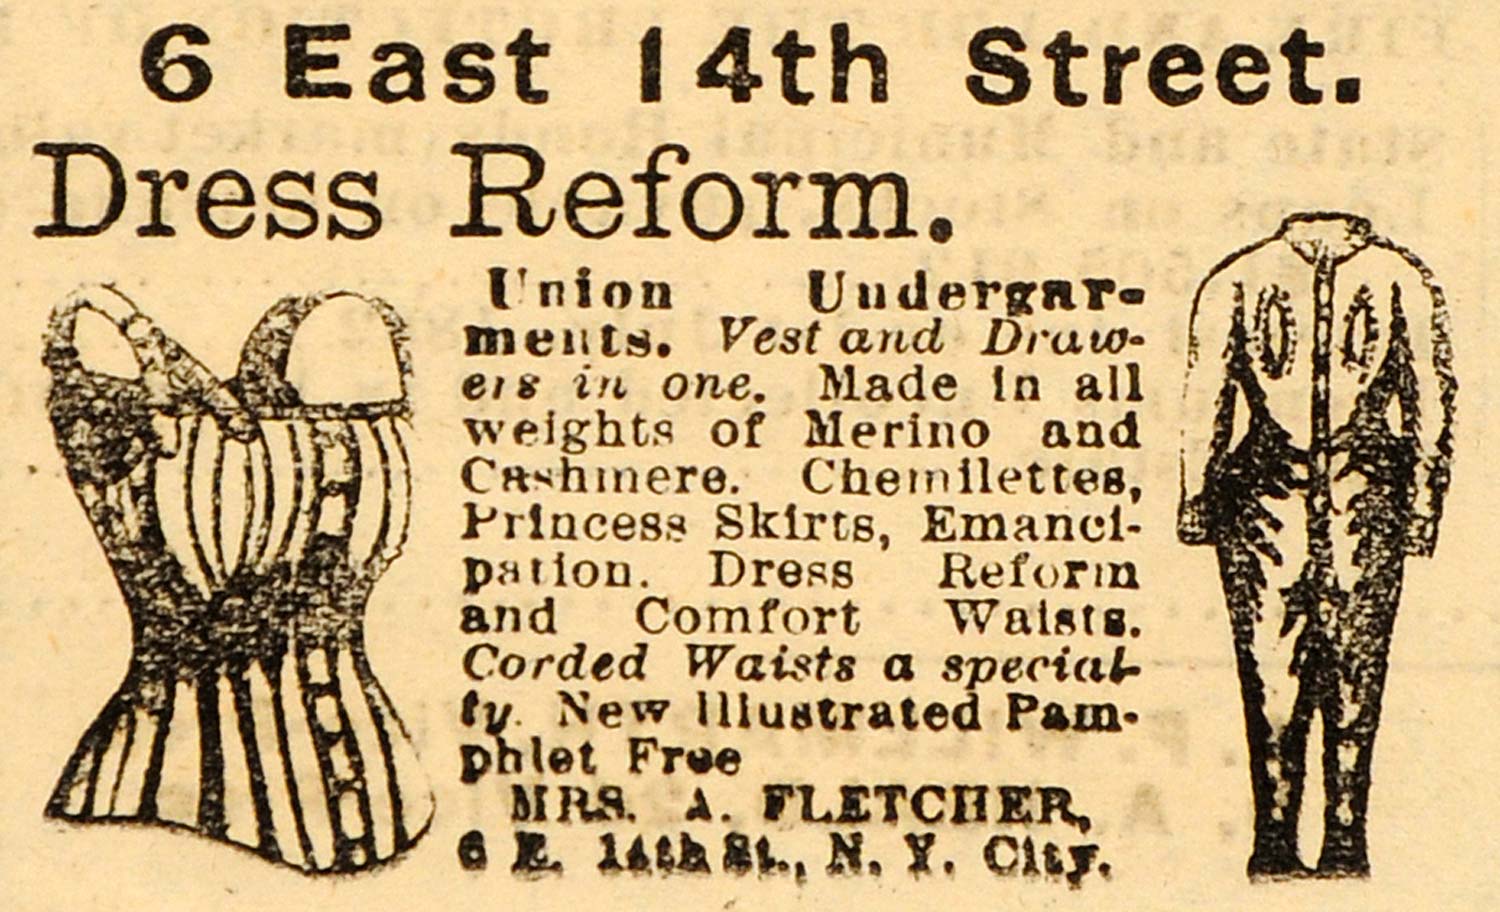 6 East 14th Street.
Dress Reform.
Union Undergar-
ments. Vest and Draw-
ers in one. Made in all
weights of Merino and
Cashmere. Chemilettes,
Princess Skirts, Emanci-
pation. Dress Reform
and Comfort Waists.
Corded Waists a special-
ty. New Illustrated Pam-
phlet Free
MRS. A. FLETCHER,
6 E. 14th St., N. Y. City.